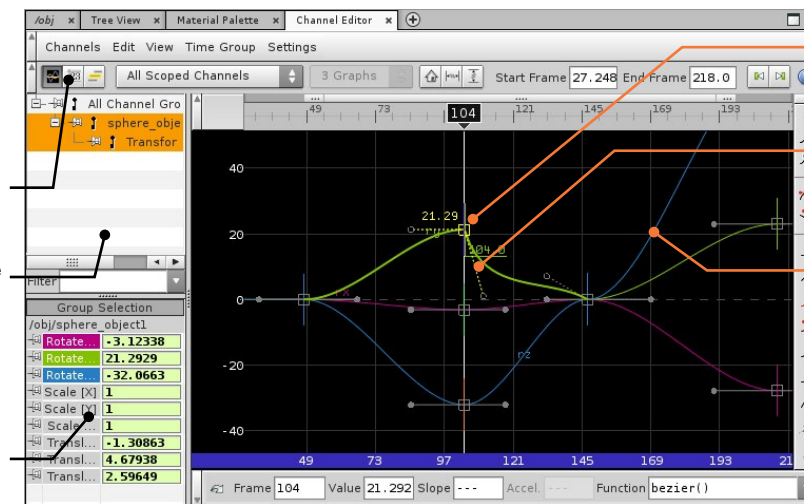 /obj × Tree View × Material Palette × Channel Editor ×
Channels Edit View Time Group Settings
All Scoped Channels 3 Graphs Start Frame 27.248 End Frame 218.0
All Channel Gro
sphere_obje
Transfor
Filter
Group Selection
/obj/sphere_object1
Rotate... -3.12338
Rotate... 21.2929
Rotate... -32.0663
Scale [X] 1
Scale [Y] 1
Scale ... 1
Transl... -1.30863
Transl... 4.67938
Transl... 2.59649
49 73 104 121 145 169 193
40
20
0
-20
-40
21.29
104.0
rz
49 73 97 121 145 169 193 21
Frame 104 Value 21.292 Slope --- Accel. --- Function bezier()
e